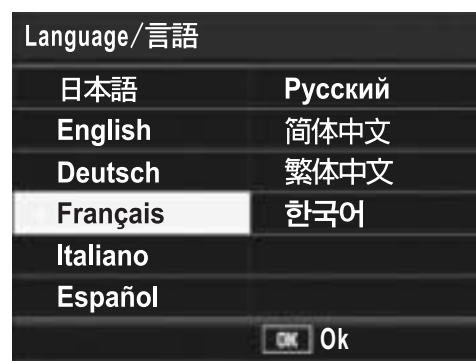 Language/言語
日本語 Русский
English 简体中文
Deutsch 繁体中文
Français 한국어
Italiano
Español
OK Ok